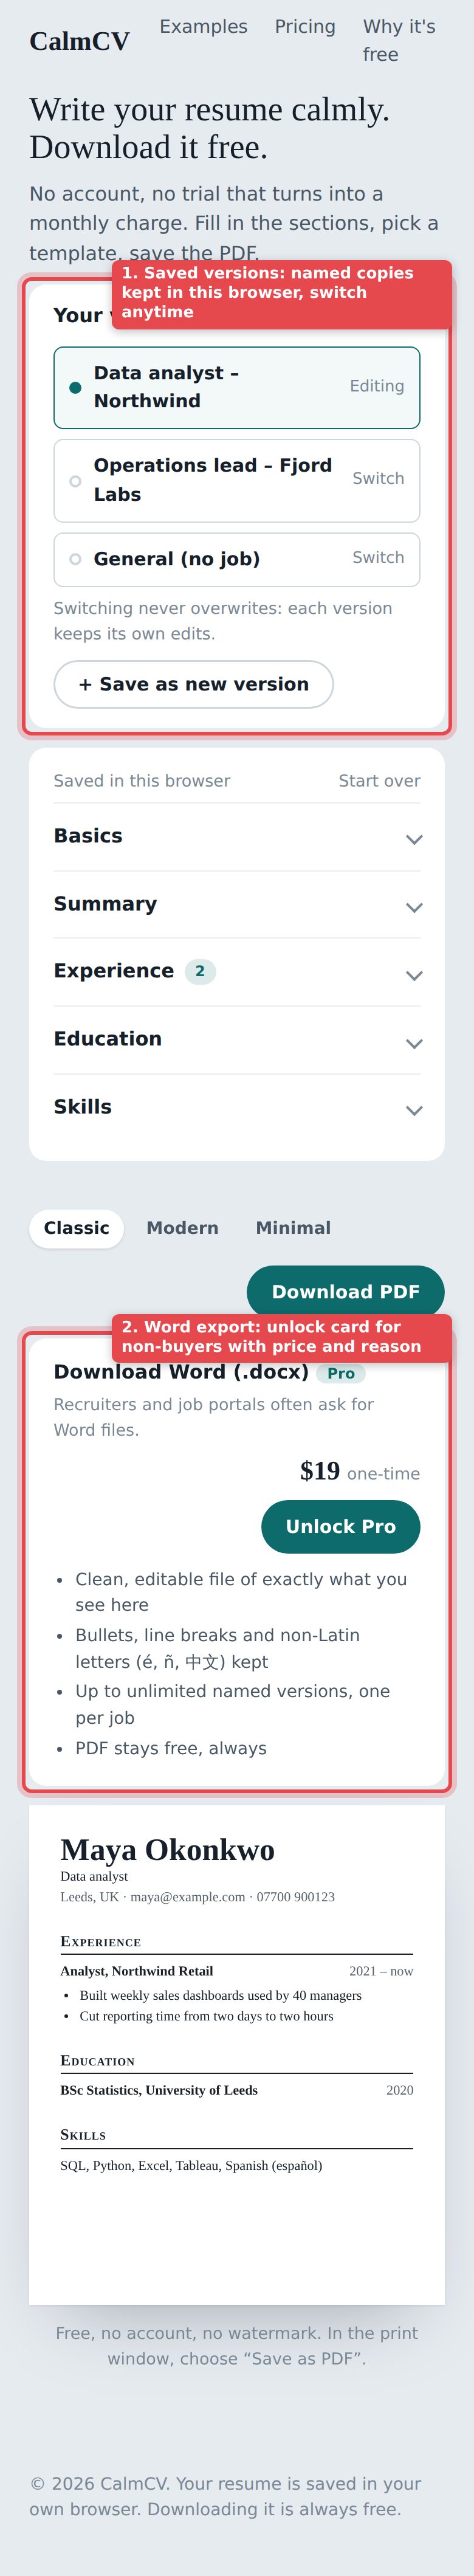 CalmCV
Examples
Pricing
Why it's
free
Write your resume calmly.
Download it free.
No account, no trial that turns into a
monthly charge. Fill in the sections, pick a
template, save the PDF.
1. Saved versions: named copies
kept in this browser, switch
anytime
Your
Data analyst –
Northwind
Editing
Operations lead – Fjord
Labs
Switch
General (no job)
Switch
Switching never overwrites: each version
keeps its own edits.
+ Save as new version
Saved in this browser
Start over
Basics
Summary
Experience 2
Education
Skills
Classic
Modern
Minimal
Download PDF
2. Word export: unlock card for
non-buyers with price and reason
Download Word (.docx) Pro
Recruiters and job portals often ask for
Word files.
$19 one-time
Unlock Pro
• Clean, editable file of exactly what you
see here
• Bullets, line breaks and non-Latin
letters (é, ñ, 中文) kept
• Up to unlimited named versions, one
per job
• PDF stays free, always
Maya Okonkwo
Data analyst
Leeds, UK · maya@example.com · 07700 900123
Experience
Analyst, Northwind Retail
2021 – now
• Built weekly sales dashboards used by 40 managers
• Cut reporting time from two days to two hours
Education
BSc Statistics, University of Leeds
2020
Skills
SQL, Python, Excel, Tableau, Spanish (español)
Free, no account, no watermark. In the print
window, choose “Save as PDF”.
© 2026 CalmCV. Your resume is saved in your
own browser. Downloading it is always free.